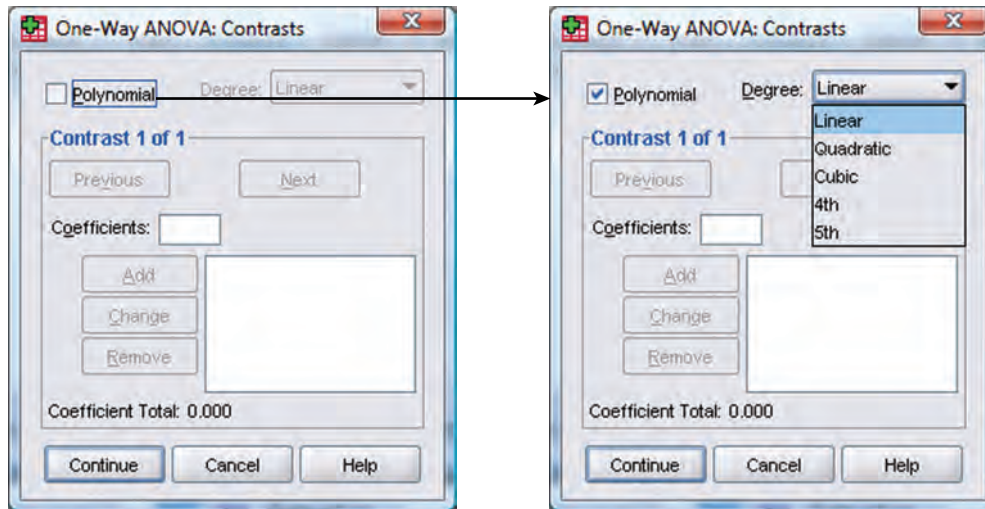 One-Way ANOVA: Contrasts
Polynomial Degree: Linear
Contrast 1 of 1
Previous Next
Coefficients:
Add
Change
Remove
Coefficient Total: 0.000
Continue Cancel Help
One-Way ANOVA: Contrasts
Polynomial Degree: Linear
Linear
Quadratic
Cubic
4th
5th
Contrast 1 of 1
Previous
Coefficients:
Add
Change
Remove
Coefficient Total: 0.000
Continue Cancel Help